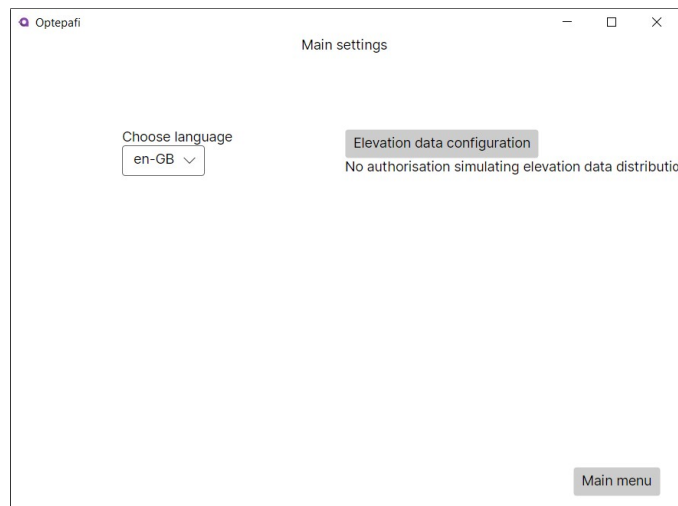 Optepafi
Main settings
Choose language
en-GB
Elevation data configuration
No authorisation simulating elevation data distributio
Main menu